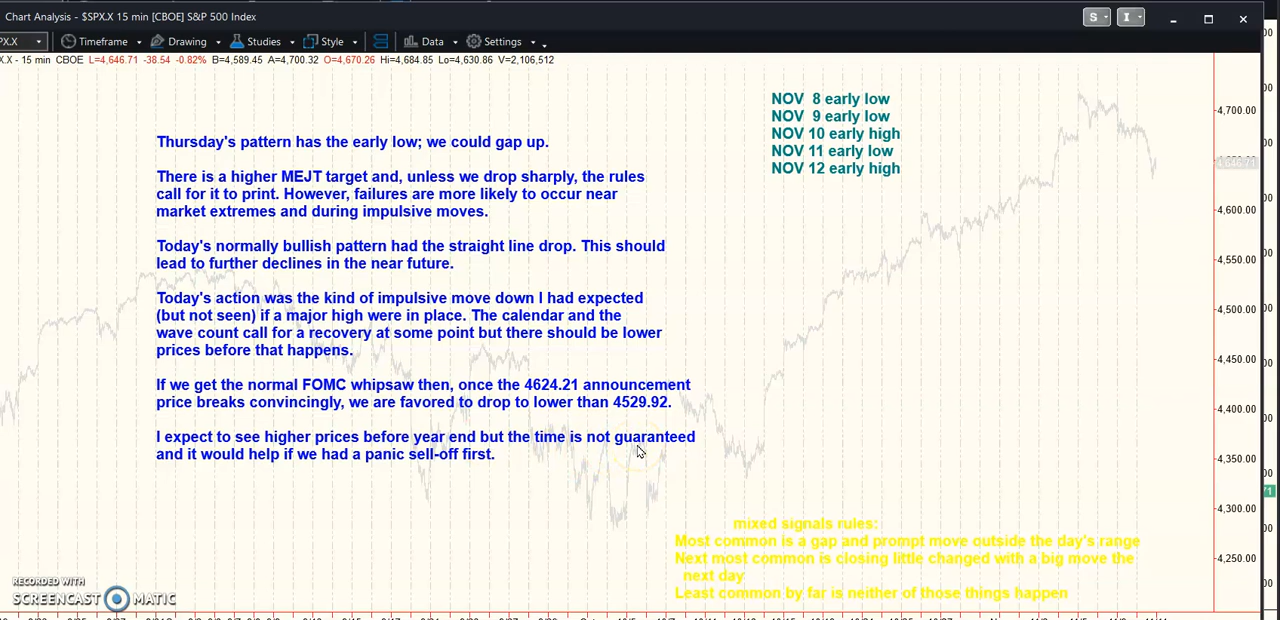 Chart Analysis - $SPX.X 15 min [CBOE] S&P 500 Index
S
I
PX.X
Timeframe
Drawing
Studies
Style
Data
Settings
X.X - 15 min CBOE L=4,646.71 -38.54 -0.82% B=4,589.45 A=4,700.32 O=4,670.26 Hi=4,684.85 Lo=4,630.86 V=2,106,512
NOV 8 early low
NOV 9 early low
NOV 10 early high
NOV 11 early low
NOV 12 early high
Thursday's pattern has the early low; we could gap up.
There is a higher MEJT target and, unless we drop sharply, the rules
call for it to print. However, failures are more likely to occur near
market extremes and during impulsive moves.
Today's normally bullish pattern had the straight line drop. This should
lead to further declines in the near future.
Today's action was the kind of impulsive move down I had expected
(but not seen) if a major high were in place. The calendar and the
wave count call for a recovery at some point but there should be lower
prices before that happens.
If we get the normal FOMC whipsaw then, once the 4624.21 announcement
price breaks convincingly, we are favored to drop to lower than 4529.92.
I expect to see higher prices before year end but the time is not guaranteed
and it would help if we had a panic sell-off first.
mixed signals rules:
Most common is a gap and prompt move outside the day's range
Next most common is closing little changed with a big move the
next day
Least common by far is neither of those things happen
4,700.00
4,600.00
4,550.00
4,500.00
4,450.00
4,400.00
4,350.00
4,300.00
4,250.00
RECORDED WITH
SCREENCAST MATIC